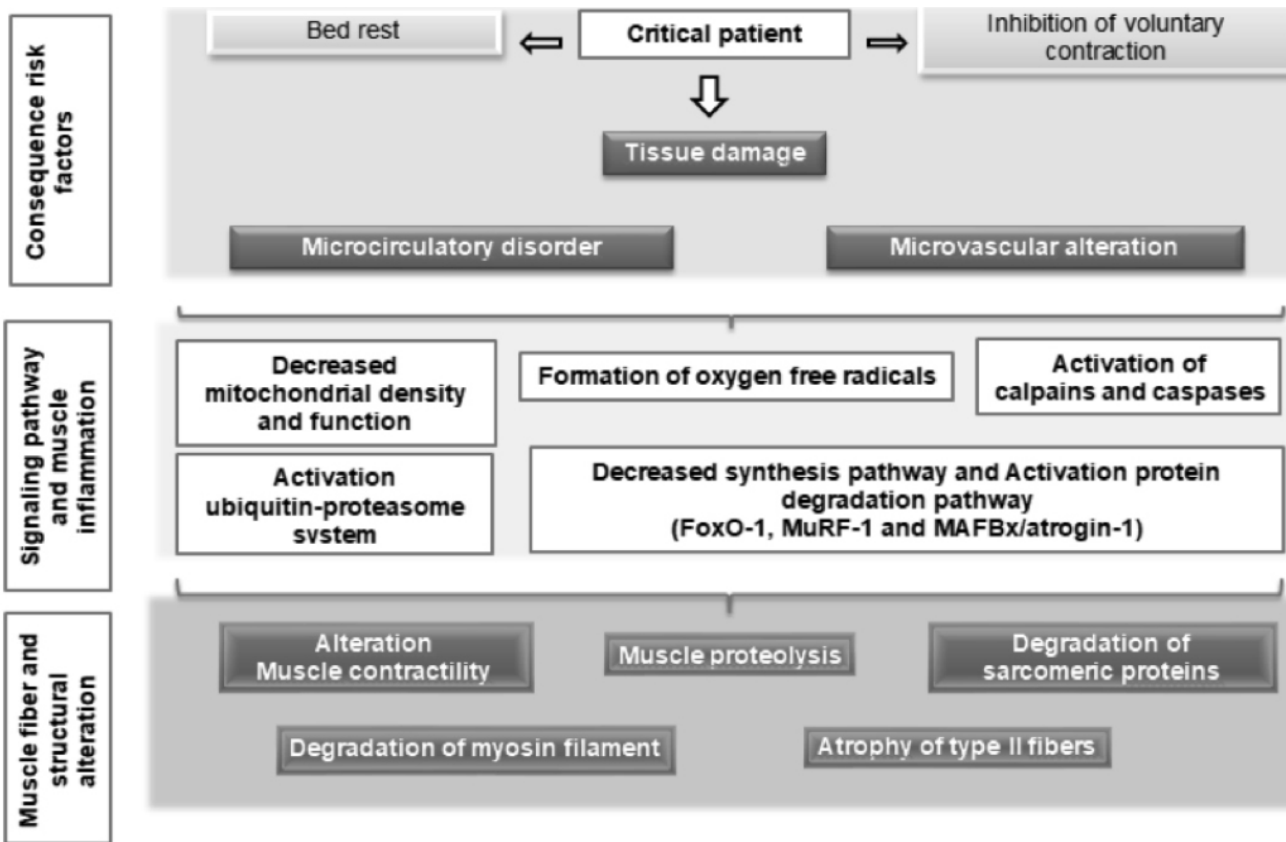 Consequence risk
factors
Bed rest
Critical patient
Inhibition of voluntary
contraction
Tissue damage
Microcirculatory disorder
Microvascular alteration
Signaling pathway
and muscle
inflammation
Decreased
mitochondrial density
and function
Formation of oxygen free radicals
Activation of
calpains and caspases
Activation
ubiquitin-proteasome
system
Decreased synthesis pathway and Activation protein
degradation pathway
(FoxO-1, MuRF-1 and MAFBx/atrogin-1)
Muscle fiber and
structural
alteration
Alteration
Muscle contractility
Muscle proteolysis
Degradation of
sarcomeric proteins
Degradation of myosin filament
Atrophy of type II fibers